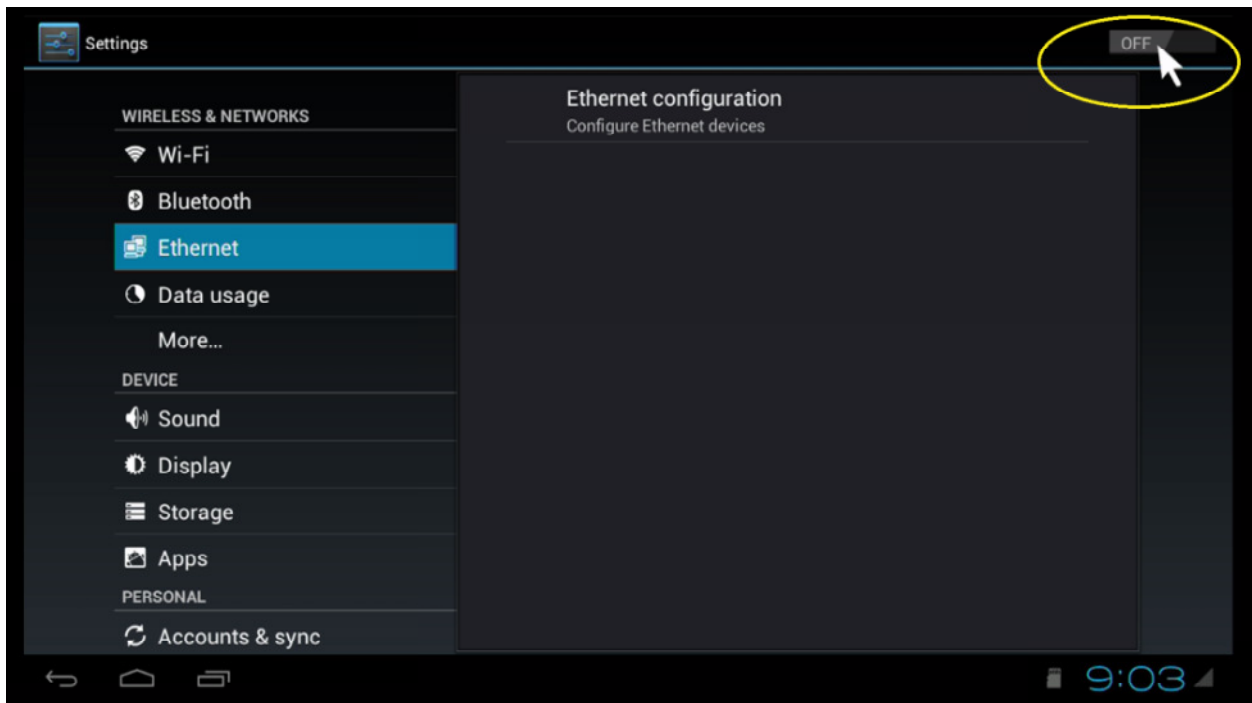 Settings
OFF
WIRELESS & NETWORKS
Wi-Fi
Bluetooth
Ethernet
Data usage
More...
DEVICE
Sound
Display
Storage
Apps
PERSONAL
Accounts & sync
Ethernet configuration
Configure Ethernet devices
9:03